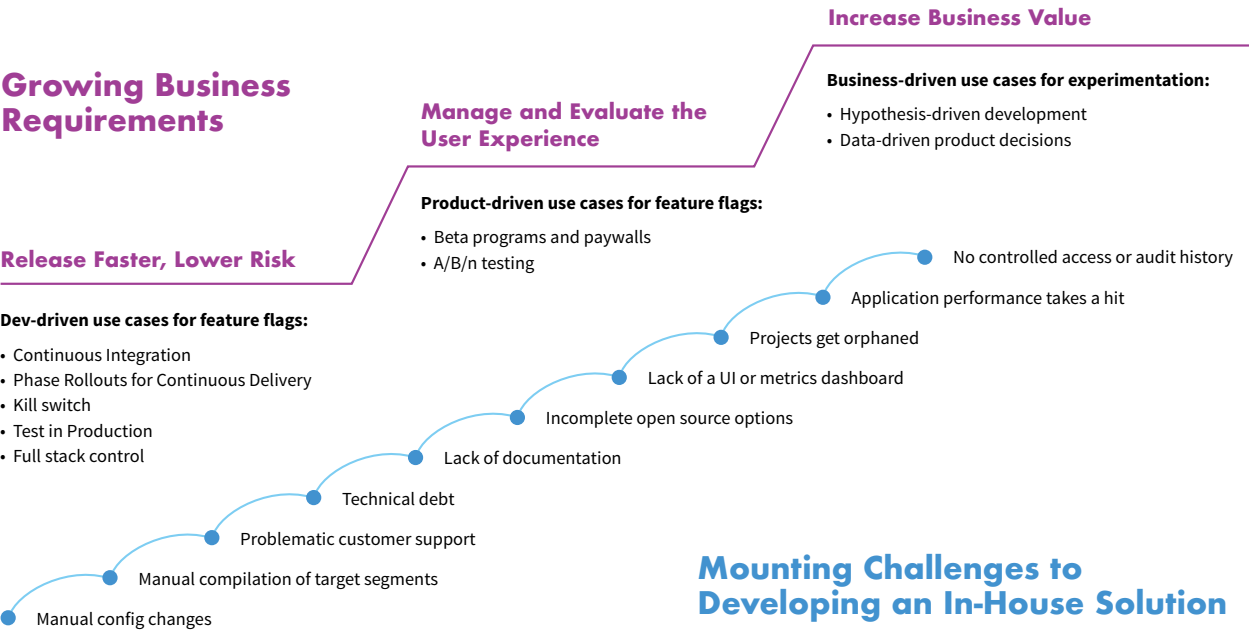 Growing Business
Requirements
Release Faster, Lower Risk
Dev-driven use cases for feature flags:
• Continuous Integration
• Phase Rollouts for Continuous Delivery
• Kill switch
• Test in Production
• Full stack control
Manage and Evaluate the
User Experience
Product-driven use cases for feature flags:
• Beta programs and paywalls
• A/B/n testing
Increase Business Value
Business-driven use cases for experimentation:
• Hypothesis-driven development
• Data-driven product decisions
No controlled access or audit history
Application performance takes a hit
Projects get orphaned
Lack of a UI or metrics dashboard
Incomplete open source options
Lack of documentation
Technical debt
Problematic customer support
Manual compilation of target segments
Manual config changes
Mounting Challenges to
Developing an In-House Solution